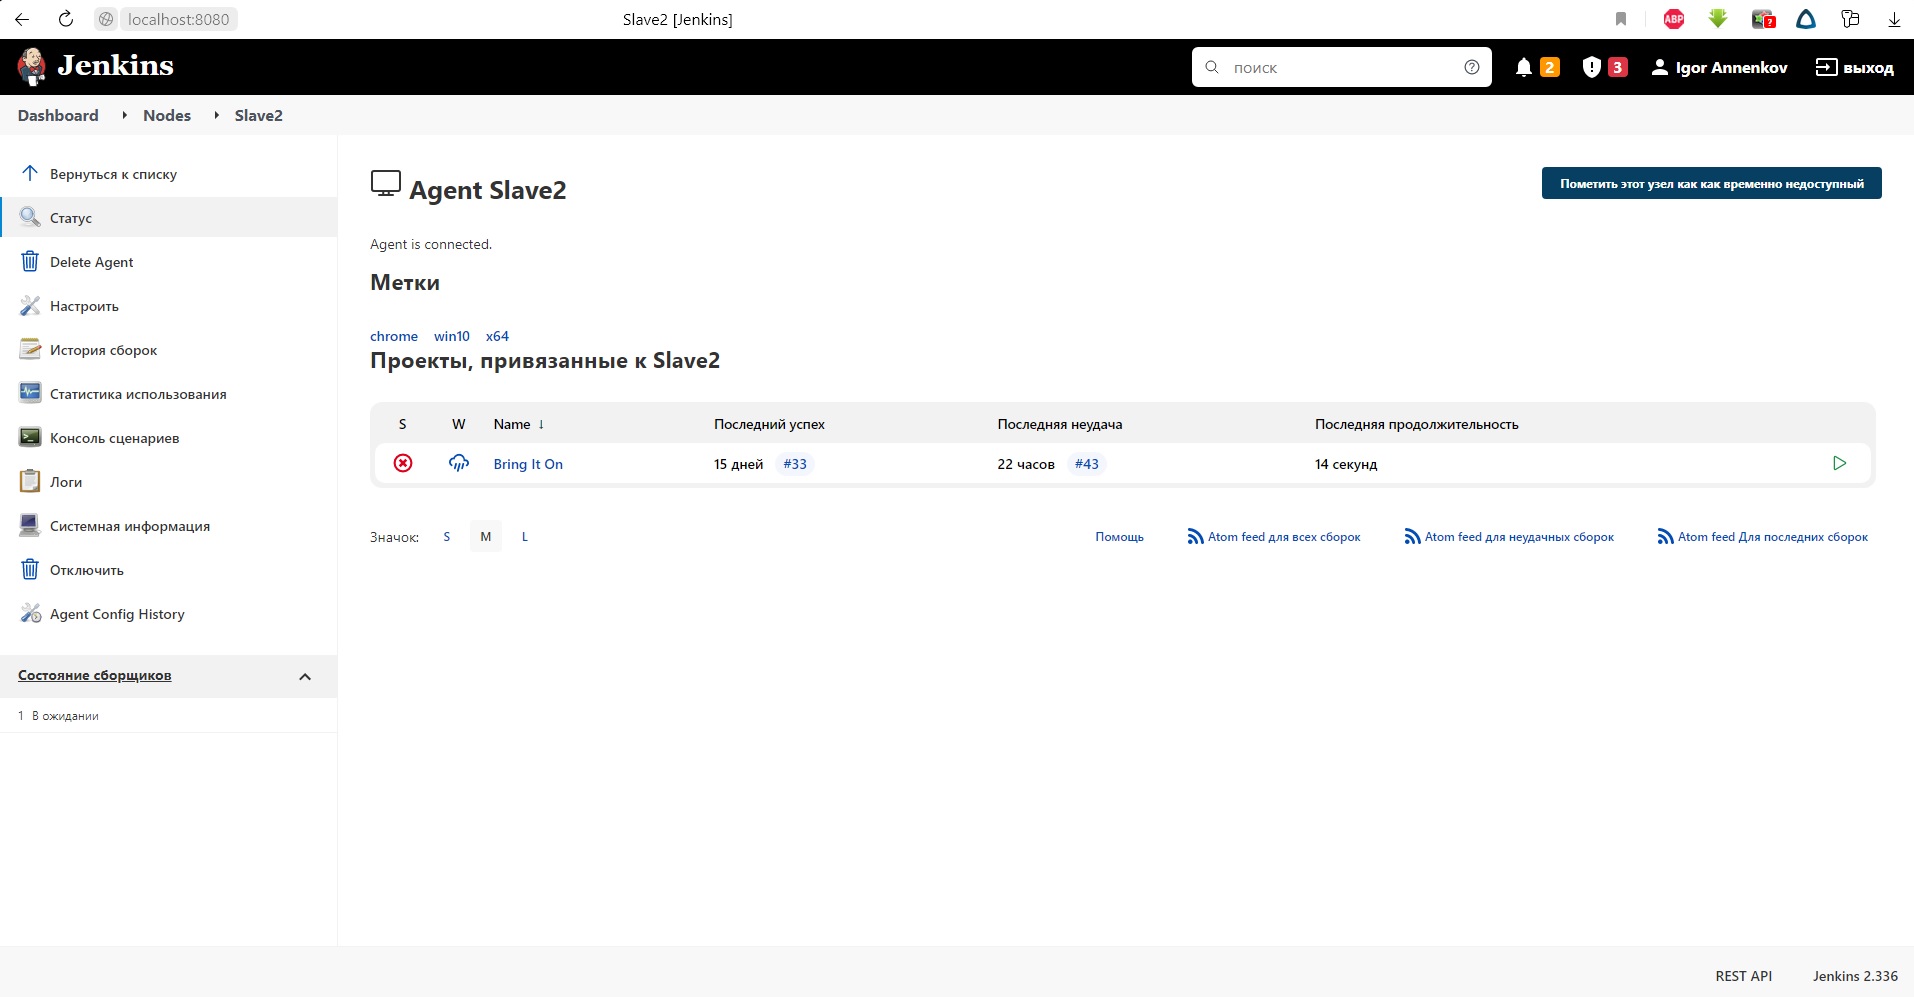 localhost:8080
Slave2 [Jenkins]
ABP
?
Jenkins
поиск
2
3
Igor Annenkov
выход
Dashboard
Nodes
Slave2
Вернуться к списку
Статус
Delete Agent
Настроить
История сборок
Статистика использования
Консоль сценариев
Логи
Системная информация
Отключить
Agent Config History
Состояние сборщиков
1 В ожидании
Agent Slave2
Пометить этот узел как как временно недоступный
Agent is connected.
Метки
chrome win10 x64
Проекты, привязанные к Slave2
S W Name ↓ Последний успех Последняя неудача Последняя продолжительность
Bring It On 15 дней #33 22 часов #43 14 секунд
Значок: S M L
Помощь Atom feed для всех сборок Atom feed для неудачных сборок Atom feed Для последних сборок
REST API Jenkins 2.336